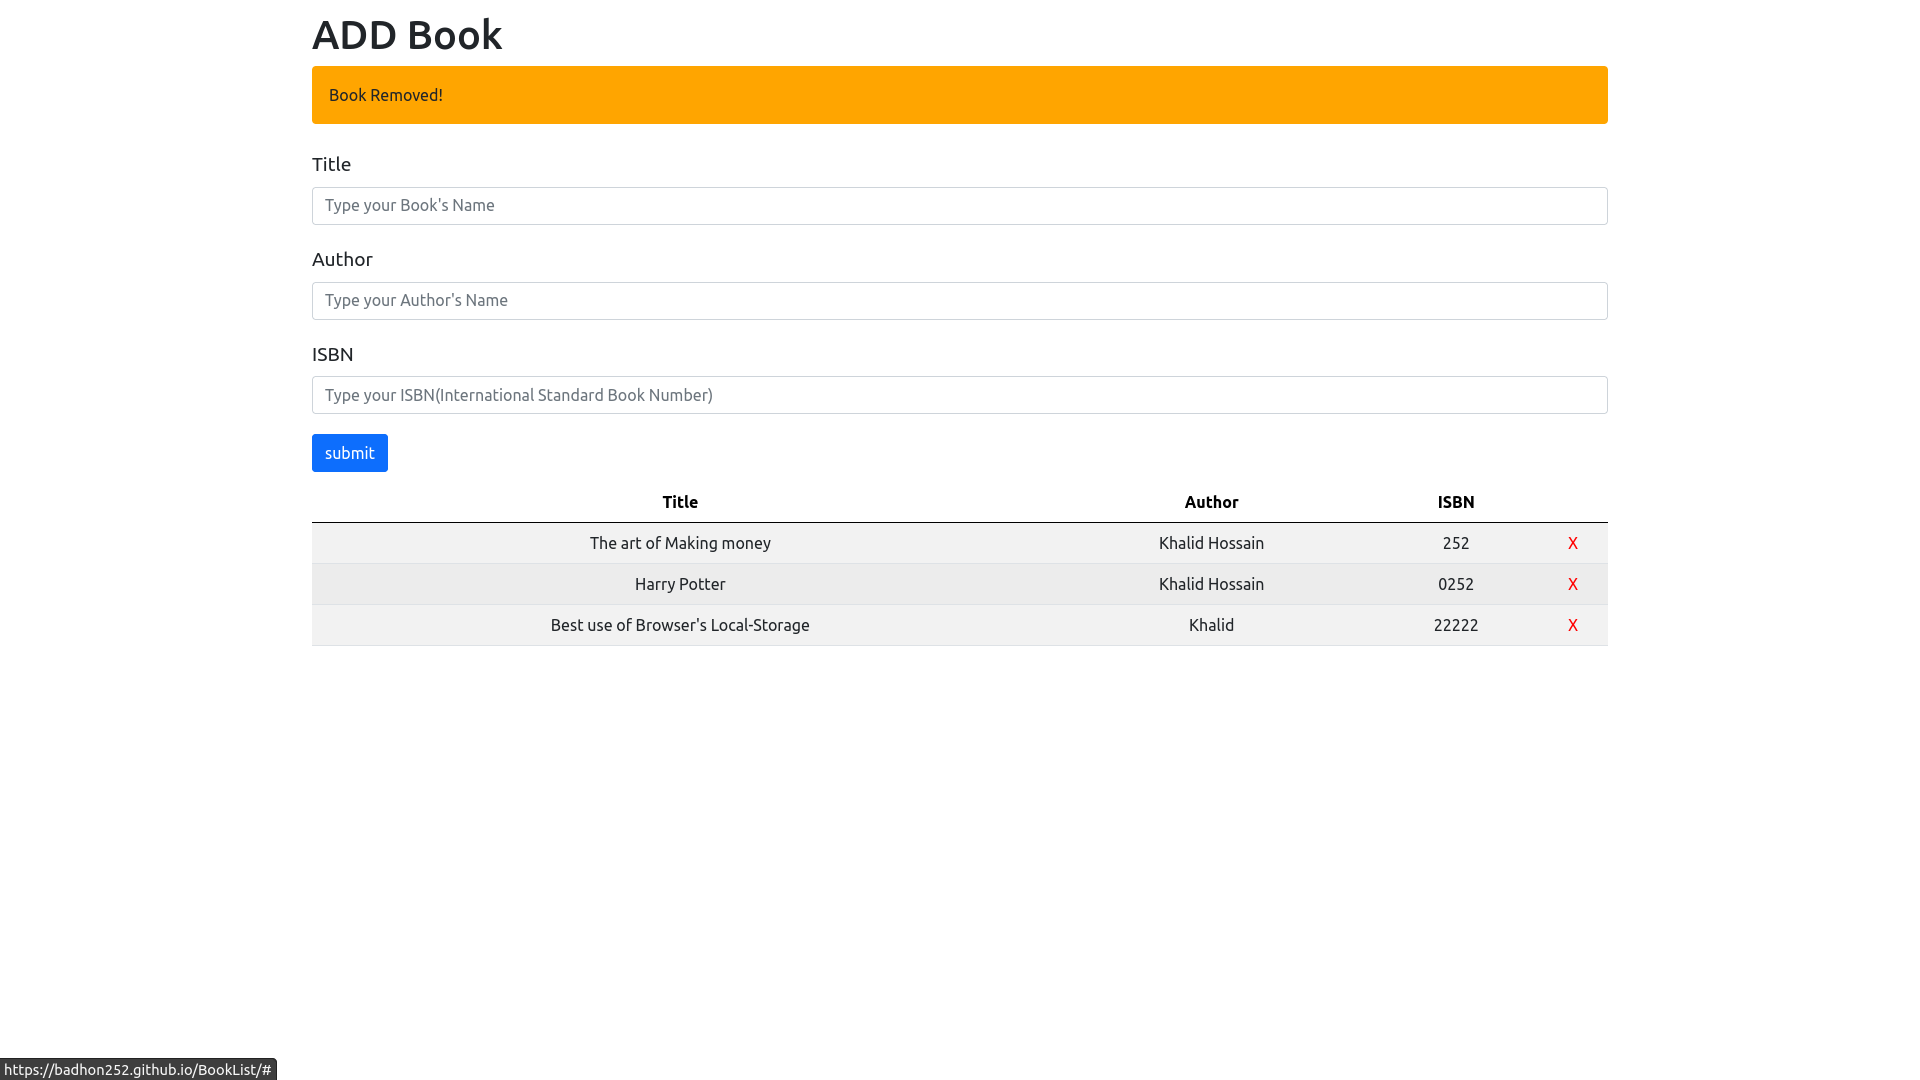 ADD Book
Book Removed!
Title
Type your Book's Name
Author
Type your Author's Name
ISBN
Type your ISBN(International Standard Book Number)
submit
Title Author ISBN
The art of Making money Khalid Hossain 252 X
Harry Potter Khalid Hossain 0252 X
Best use of Browser's Local-Storage Khalid 22222 X
https://badhon252.github.io/BookList/#